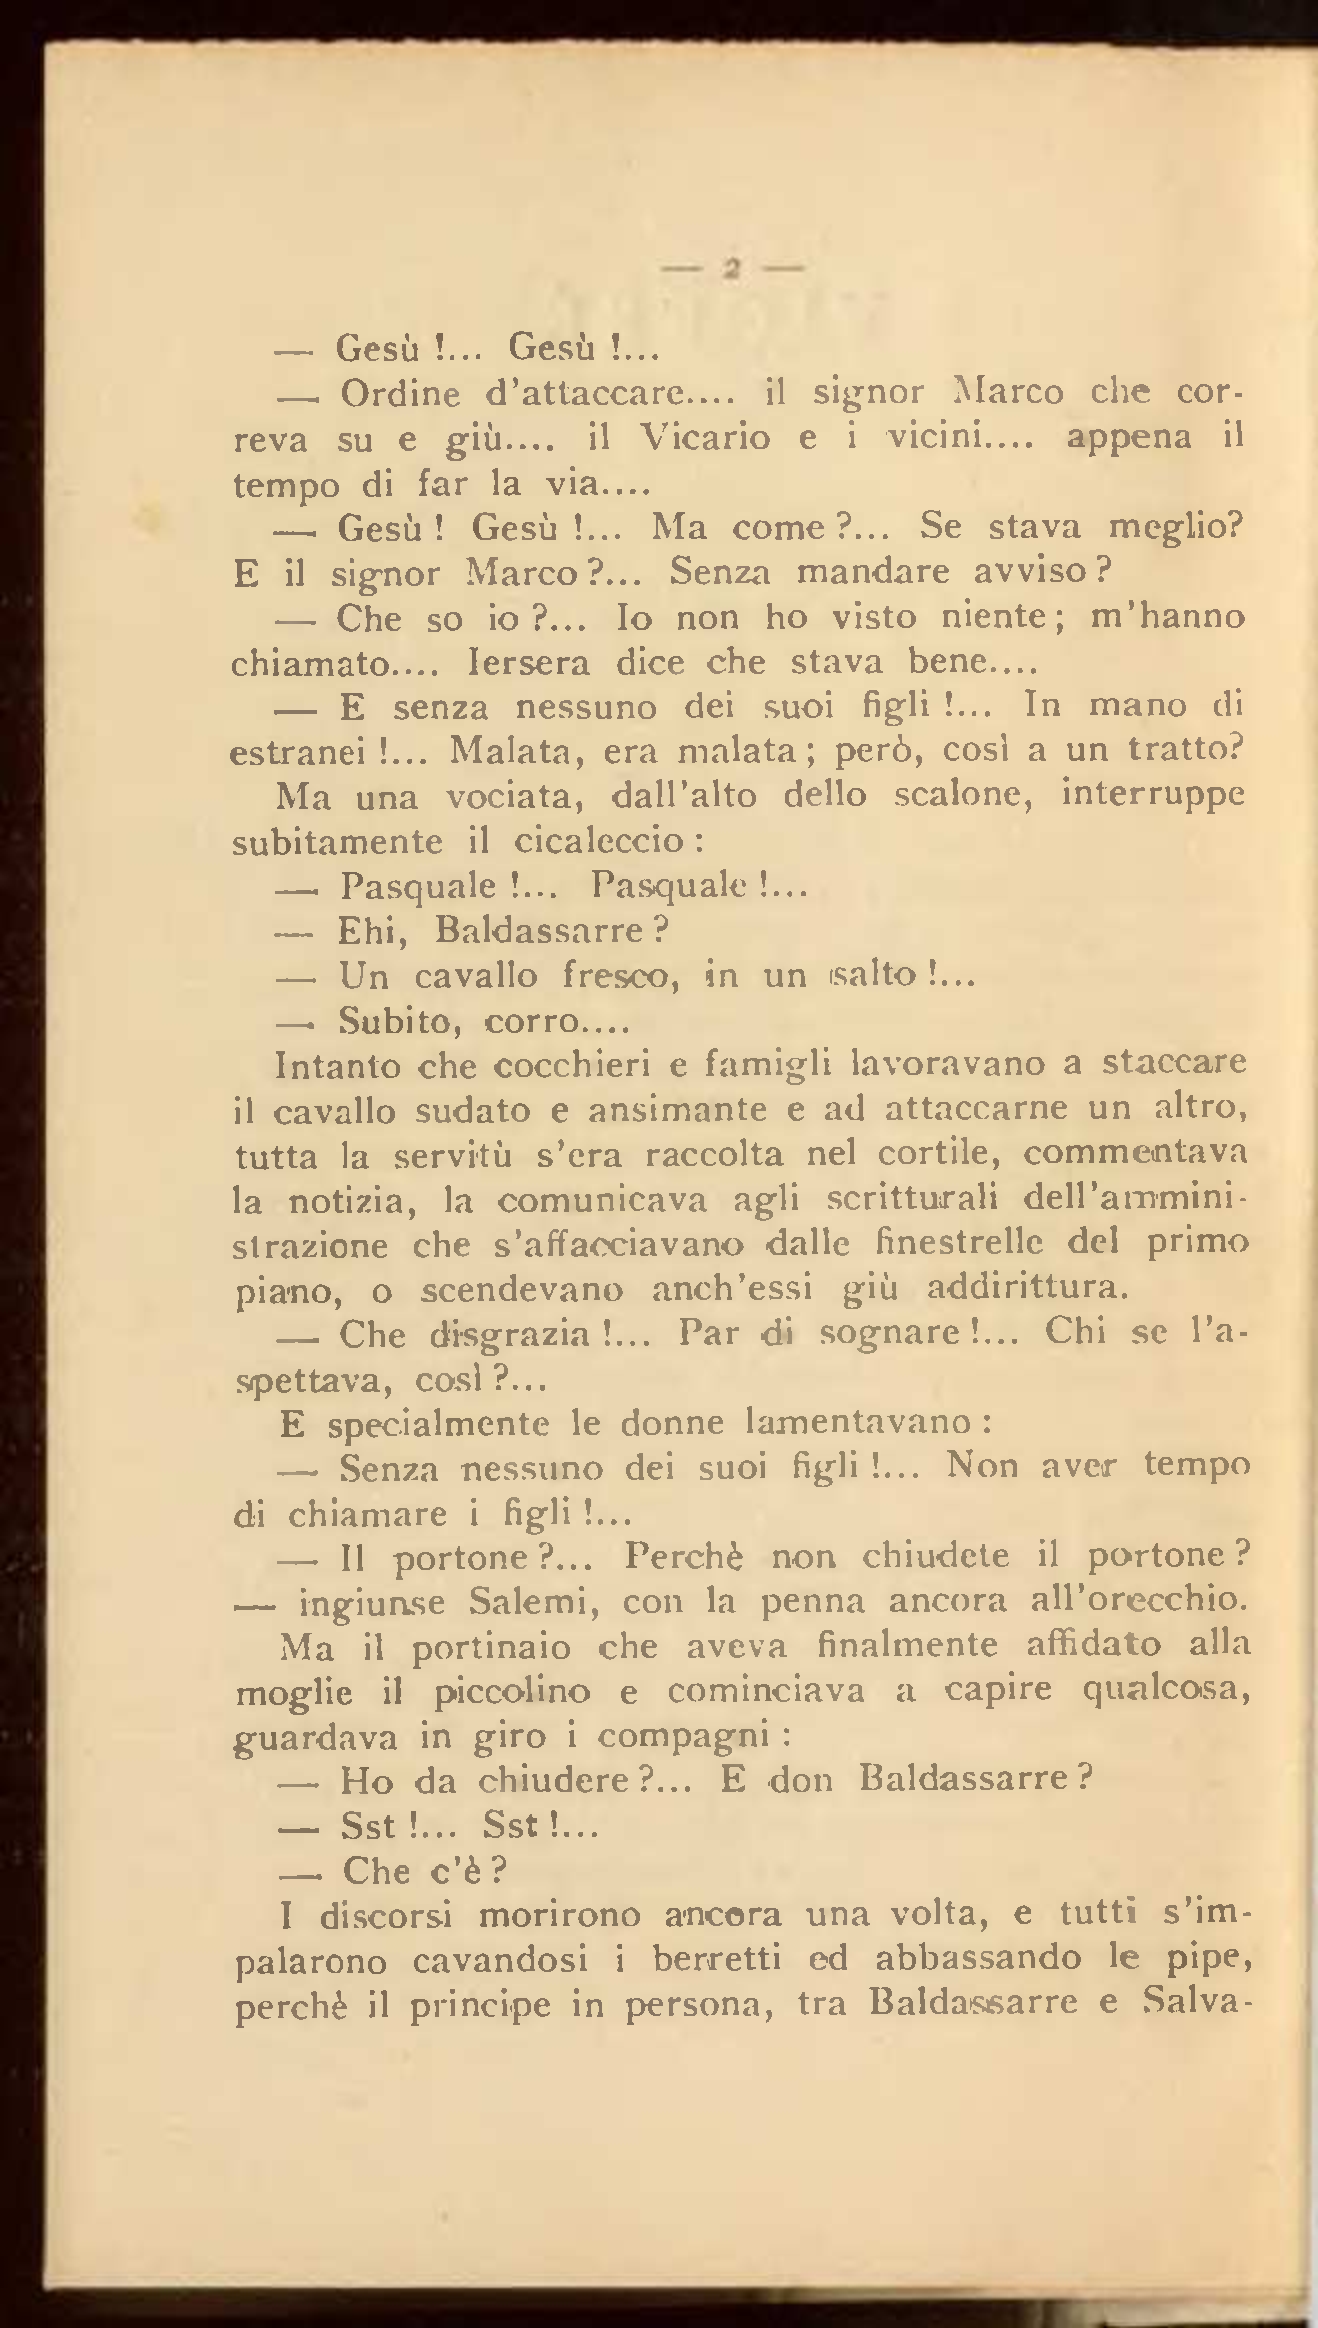 — 2 —
— Gesù !... Gesù !...
— Ordine d'attaccare.... il signor Marco che cor-
reva su e giù.... il Vicario e i vicini.... appena il
tempo di far la via....
— Gesù ! Gesù !... Ma come ?... Se stava meglio?
E il signor Marco ?... Senza mandare avviso ?
— Che so io ?... Io non ho visto niente ; m'hanno
chiamato.... Iersera dice che stava bene....
— E senza nessuno dei suoi figli !... In mano di
estranei !... Malata, era malata ; però, così a un tratto?
Ma una vociata, dall'alto dello scalone, interruppe
subitamente il cicaleccio :
— Pasquale !... Pasquale !...
— Ehi, Baldassarre ?
— Un cavallo fresco, in un salto !...
— Subito, corro....
Intanto che cocchieri e famigli lavoravano a staccare
il cavallo sudato e ansimante e ad attaccarne un altro,
tutta la servitù s'era raccolta nel cortile, commentava
la notizia, la comunicava agli scritturali dell'ammini-
strazione che s'affacciavano dalle finestrelle del primo
piano, o scendevano anch'essi giù addirittura.
— Che disgrazia !... Par di sognare !... Chi se l'a-
spettava, così ?...
E specialmente le donne lamentavano :
— Senza nessuno dei suoi figli !... Non aver tempo
di chiamare i figli !...
— Il portone ?... Perchè non chiudete il portone ?
— ingiunse Salemi, con la penna ancora all'orecchio.
Ma il portinaio che aveva finalmente affidato alla
moglie il piccolino e cominciava a capire qualcosa,
guardava in giro i compagni :
— Ho da chiudere ?... E don Baldassarre ?
— Sst !... Sst !...
— Che c'è ?
I discorsi morirono ancora una volta, e tutti s'im-
palarono cavandosi i berretti ed abbassando le pipe,
perchè il principe in persona, tra Baldassarre e Salva-